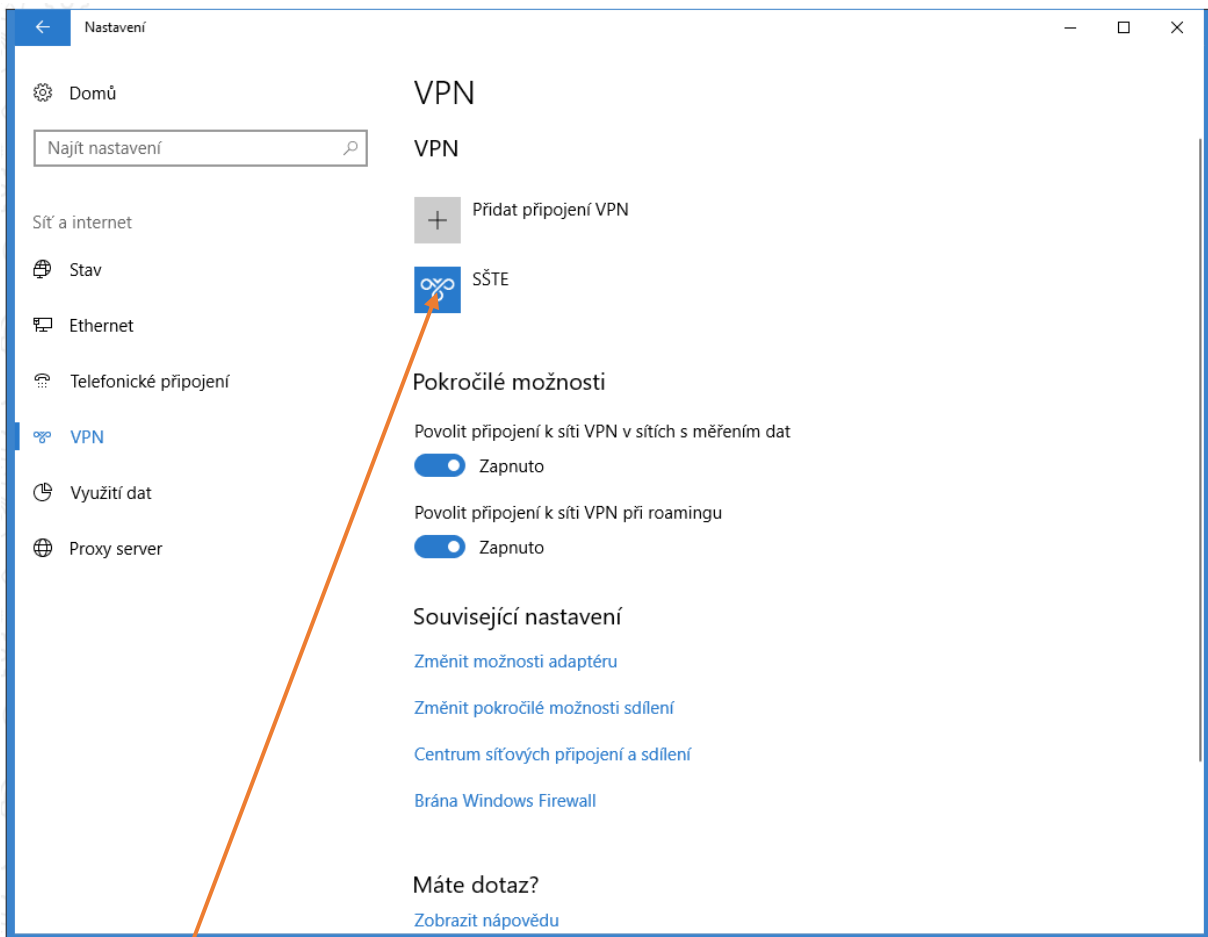 Nastavení
Domů
Najít nastavení
Síť a internet
Stav
Ethernet
Telefonické připojení
VPN
Využití dat
Proxy server
VPN
VPN
Přidat připojení VPN
SŠTE
Pokročilé možnosti
Povolit připojení k síti VPN v sítích s měřením dat
Zapnuto
Povolit připojení k síti VPN při roamingu
Zapnuto
Související nastavení
Změnit možnosti adaptéru
Změnit pokročilé možnosti sdílení
Centrum síťových připojení a sdílení
Brána Windows Firewall
Máte dotaz?
Zobrazit nápovědu